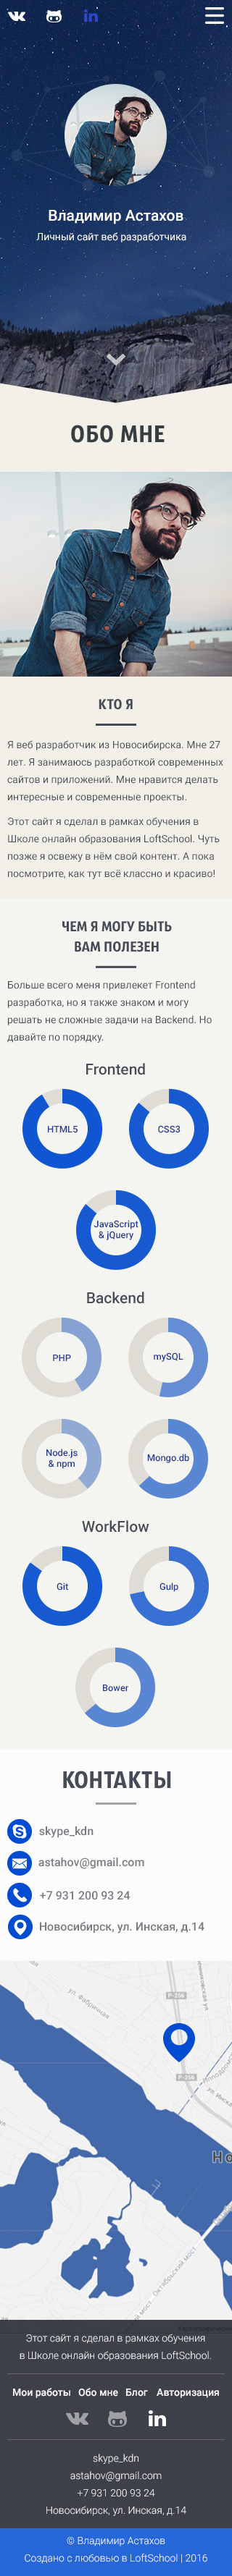 Владимир Астахов
Личный сайт веб разработчика
ОБО МНЕ
КТО Я
Я веб разработчик из Новосибирска. Мне 27
лет. Я занимаюсь разработкой современных
сайтов и приложений. Мне нравится делать
интересные и современные проекты.
Этот сайт я сделал в рамках обучения в
Школе онлайн образования LoftSchool. Чуть
позже я освежу в нём свой контент. А пока
посмотрите, как тут всё классно и красиво!
ЧЕМ Я МОГУ БЫТЬ
ВАМ ПОЛЕЗЕН
Больше всего меня привлекет Frontend
разработка, но я также знаком и могу
решать не сложные задачи на Backend. Но
давайте по порядку.
Frontend
HTML5
CSS3
JavaScript
& jQuery
Backend
PHP
mySQL
Node.js
& npm
Mongo.db
WorkFlow
Git
Gulp
Bower
КОНТАКТЫ
skype_kdn
astahov@gmail.com
+7 931 200 93 24
Новосибирск, ул. Инская, д.14
ул. Фабричная
Октябрьский мост
Этот сайт я сделал в рамках обучения
в Школе онлайн образования LoftSchool.
Мои работы Обо мне Блог Авторизация
skype_kdn
astahov@gmail.com
+7 931 200 93 24
Новосибирск, ул. Инская, д.14
© Владимир Астахов
Создано с любовью в LoftSchool | 2016